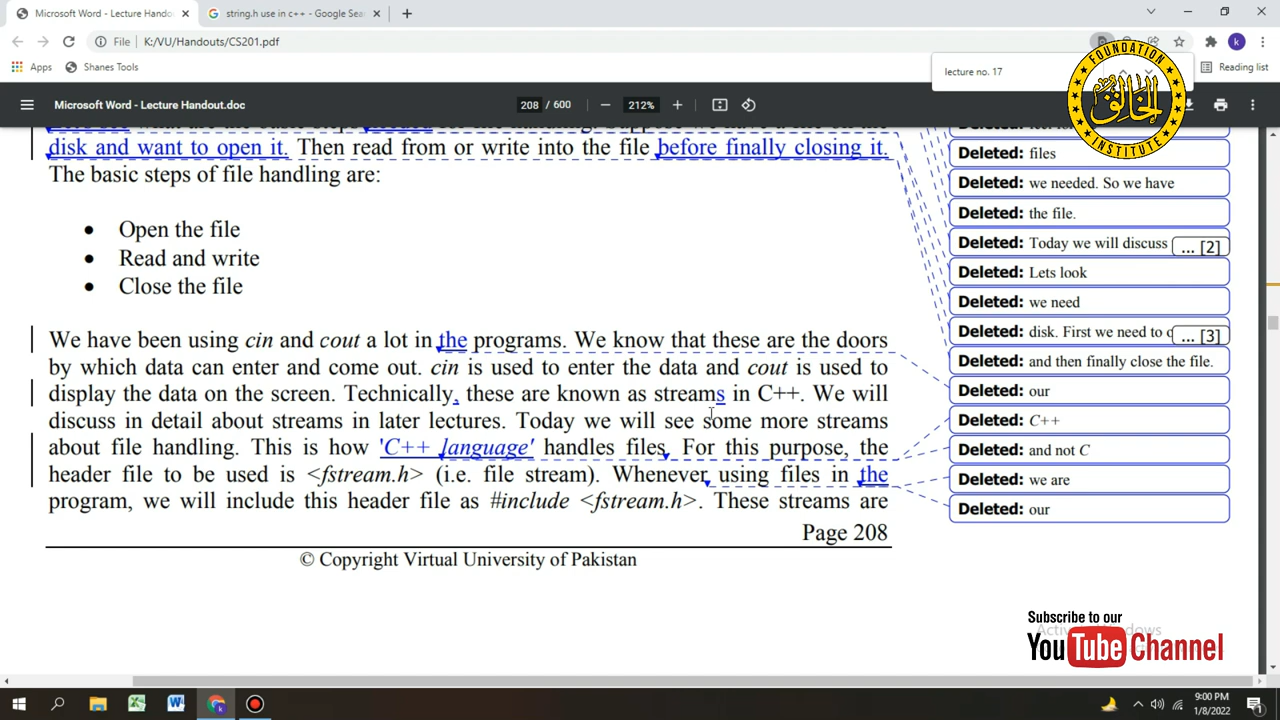 Microsoft Word - Lecture Handou
string.h use in c++ - Google Sea
File
K:/VU/Handouts/CS201.pdf
Apps
Shanes Tools
lecture no. 17
Reading list
Microsoft Word - Lecture Handout.doc
208 / 600
212%
FOUNDATION
الخالق
INSTITUTE
disk and want to open it. Then read from or write into the file before finally closing it.
The basic steps of file handling are:
• Open the file
• Read and write
• Close the file
We have been using cin and cout a lot in the programs. We know that these are the doors
by which data can enter and come out. cin is used to enter the data and cout is used to
display the data on the screen. Technically, these are known as streams in C++. We will
discuss in detail about streams in later lectures. Today we will see some more streams
about file handling. This is how 'C++ language' handles files. For this purpose, the
header file to be used is <fstream.h> (i.e. file stream). Whenever using files in the
program, we will include this header file as #include <fstream.h>. These streams are
Page 208
© Copyright Virtual University of Pakistan
Deleted: files
Deleted: we needed. So we have
Deleted: the file.
Deleted: Today we will discuss ... [2]
Deleted: Lets look
Deleted: we need
Deleted: disk. First we need to o ... [3]
Deleted: and then finally close the file.
Deleted: our
Deleted: C++
Deleted: and not C
Deleted: we are
Deleted: our
Subscribe to our
YouTube Channel
9:00 PM
1/8/2022